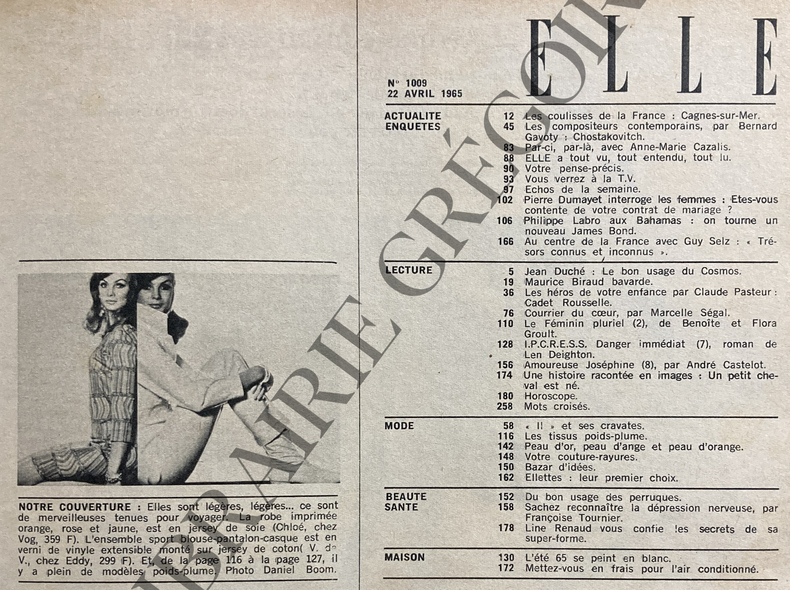 ELLE
N° 1009
22 AVRIL 1965
ACTUALITE
ENQUETES
12 Les coulisses de la France : Cagnes-sur-Mer.
45 Les compositeurs contemporains, par Bernard
Gavoty : Chostakovitch.
83 Par-ci, par-là, avec Anne-Marie Cazalis.
88 ELLE a tout vu, tout entendu, tout lu.
90 Votre pense-précis.
93 Vous verrez à la T.V.
97 Echos de la semaine.
102 Pierre Dumayet interroge les femmes : Etes-vous
contente de votre contrat de mariage ?
106 Philippe Labro aux Bahamas : on tourne un
nouveau James Bond.
166 Au centre de la France avec Guy Selz : « Tré-
sors connus et inconnus ».
LECTURE
5 Jean Duché : Le bon usage du Cosmos.
19 Maurice Biraud bavarde.
36 Les héros de votre enfance par Claude Pasteur :
Cadet Rousselle.
76 Courrier du cœur, par Marcelle Ségal.
110 Le Féminin pluriel (2), de Benoîte et Flora
Groult.
128 I.P.C.R.E.S.S. Danger immédiat (7), roman de
Len Deighton.
156 Amoureuse Joséphine (8), par André Castelot.
174 Une histoire racontée en images : Un petit che-
val est né.
180 Horoscope.
258 Mots croisés.
MODE
58 « Il » et ses cravates.
116 Les tissus poids-plume.
142 Peau d'or, peau d'ange et peau d'orange.
148 Votre couture-rayures.
150 Bazar d'idées.
162 Ellettes : leur premier choix.
BEAUTE
SANTE
152 Du bon usage des perruques.
158 Sachez reconnaître la dépression nerveuse, par
Françoise Tournier.
178 Line Renaud vous confie les secrets de sa
super-forme.
MAISON
130 L'été 65 se peint en blanc.
172 Mettez-vous en frais pour l'air conditionné.
NOTRE COUVERTURE : Elles sont légères, légères... ce sont
de merveilleuses tenues pour voyager. La robe imprimée
orange, rose et jaune, est en jersey de soie (Chloé, chez
Vog, 359 F). L'ensemble sport blouse-pantalon-casque est en
verni de vinyle extensible monté sur jersey de coton( V. de
V., chez Eddy, 299 F). Et, de la page 116 à la page 127, il
y a plein de modèles poids-plume. Photo Daniel Boom.
LIBRAIRIE GRÉGOIR